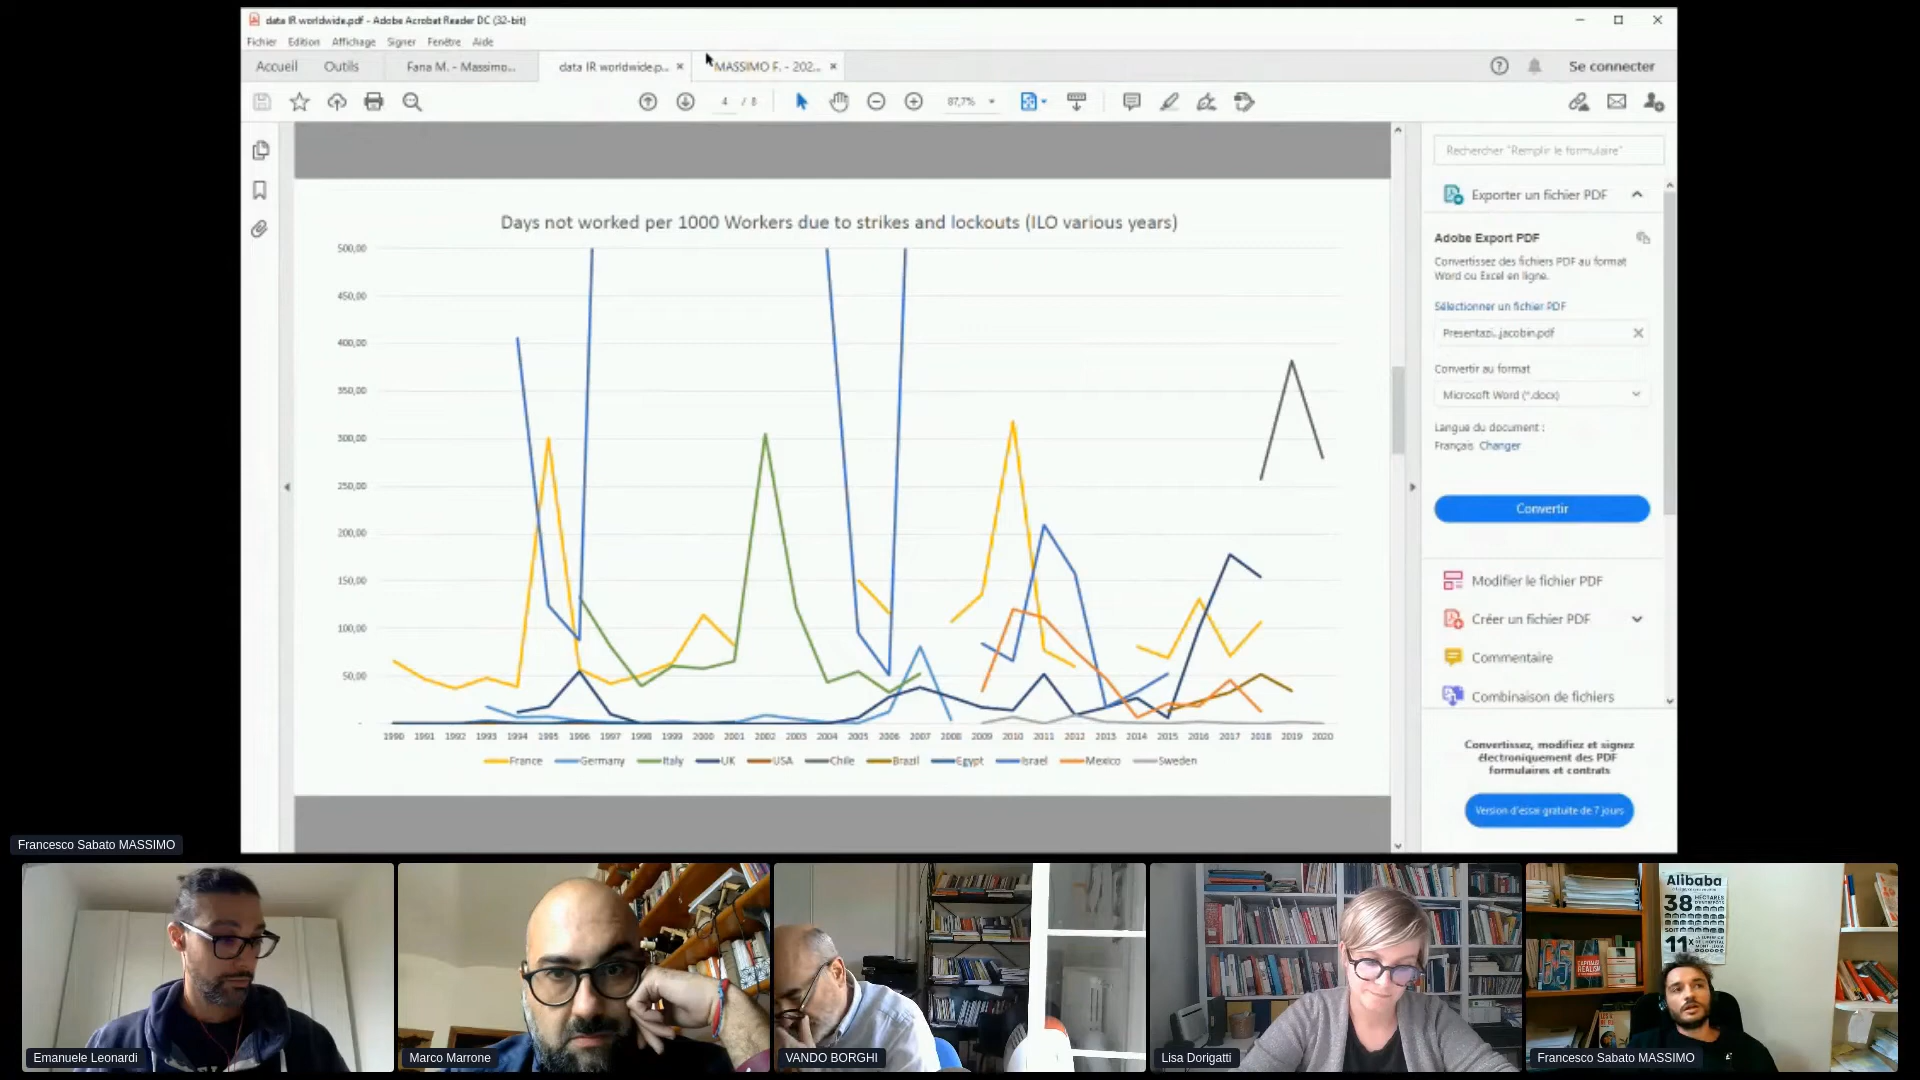 data IR worldwide.pdf - Adobe Acrobat Reader DC (32-bit)
Fichier Edition Affichage Signer Fenêtre Aide
Accueil Outils Fana M. - Massimo... data IR worldwide.p... MASSIMO F. - 202... Se connecter
4 / 8 87,7%
Rechercher "Remplir le formulaire"
Exporter un fichier PDF
Adobe Export PDF
Convertissez des fichiers PDF au format
Word ou Excel en ligne.
Sélectionner un fichier PDF
Presentazi...jacobin.pdf
Convertir au format
Microsoft Word (*.docx)
Langue du document :
Français Changer
Convertir
Modifier le fichier PDF
Créer un fichier PDF
Commentaire
Combinaison de fichiers
Convertissez, modifiez et signez
électroniquement des PDF
formulaires et contrats
Version d'essai gratuite de 7 jours
Days not worked per 1000 Workers due to strikes and lockouts (ILO various years)
500,00
450,00
400,00
350,00
300,00
250,00
200,00
150,00
100,00
50,00
-
1990 1991 1992 1993 1994 1995 1996 1997 1998 1999 2000 2001 2002 2003 2004 2005 2006 2007 2008 2009 2010 2011 2012 2013 2014 2015 2016 2017 2018 2019 2020
France Germany Italy UK USA Chile Brazil Egypt Israel Mexico Sweden
Francesco Sabato MASSIMO
Emanuele Leonardi
Marco Marrone
VANDO BORGHI
Lisa Dorigatti
Francesco Sabato MASSIMO
Alibaba
38 HECTARES
SOIT
11x
CAPITALIST
REALISM